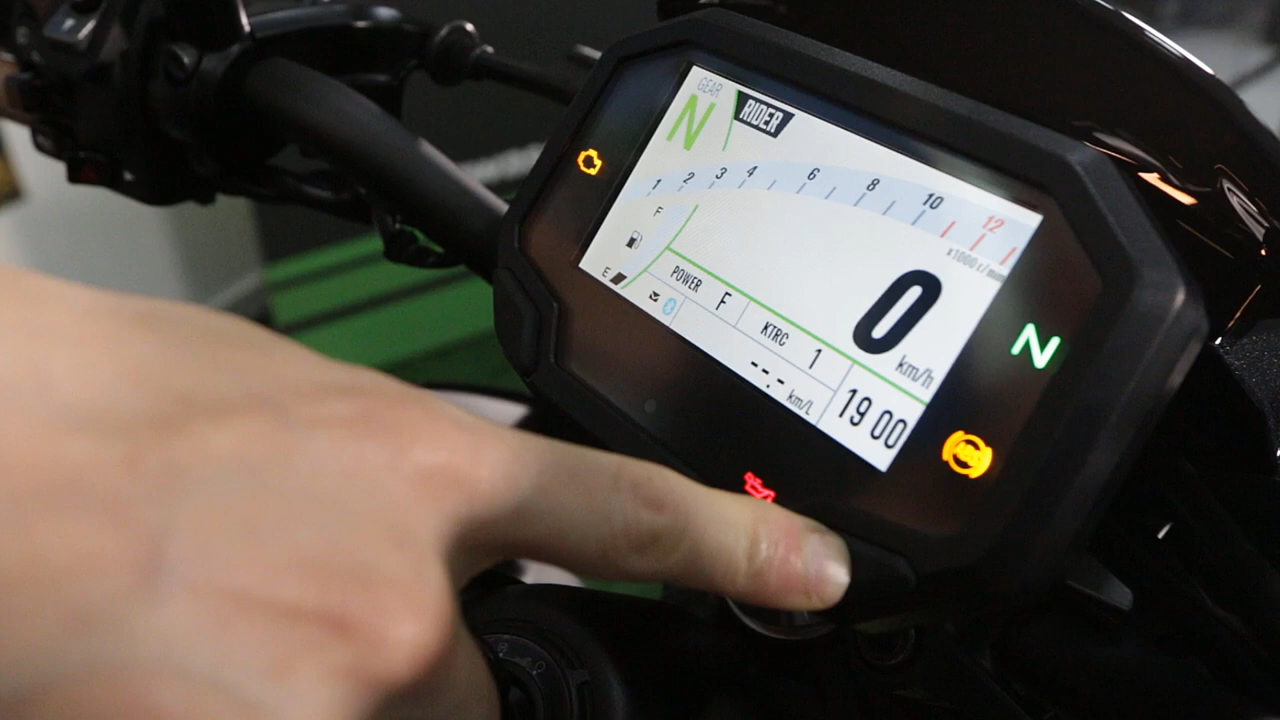 GEAR
N
RIDER
1 2 3 4 6 8 10 12
x1000 r/min
F
E
0
km/h
N
POWER F
KTRC 1
--.- km/L
19 00
ABS